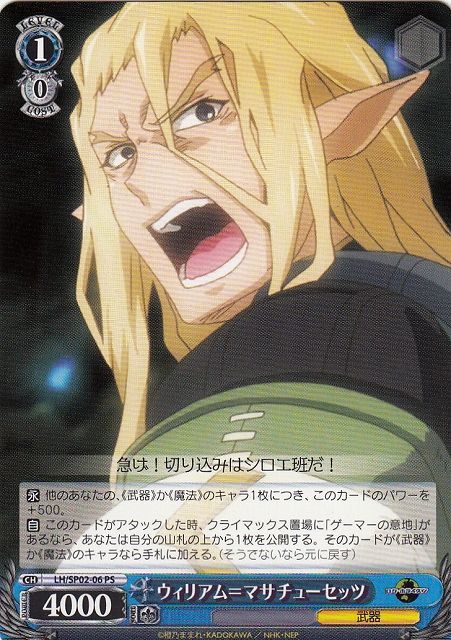 LEVEL
1
0
COST
急げ！切り込みはシロエ班だ！
永 他のあなたの、《武器》か《魔法》のキャラ1枚につき、このカードのパワーを
+500。
自 このカードがアタックした時、クライマックス置場に「ゲーマーの意地」が
あるなら、あなたは自分の山札の上から1枚を公開する。そのカードが《武器》
か《魔法》のキャラなら手札に加える。（そうでないなら元に戻す）
CH LH/SP02-06 PS
4000
ウィリアム＝マサチューセッツ
武器
©橙乃ままれ・KADOKAWA ／ NHK・NEP